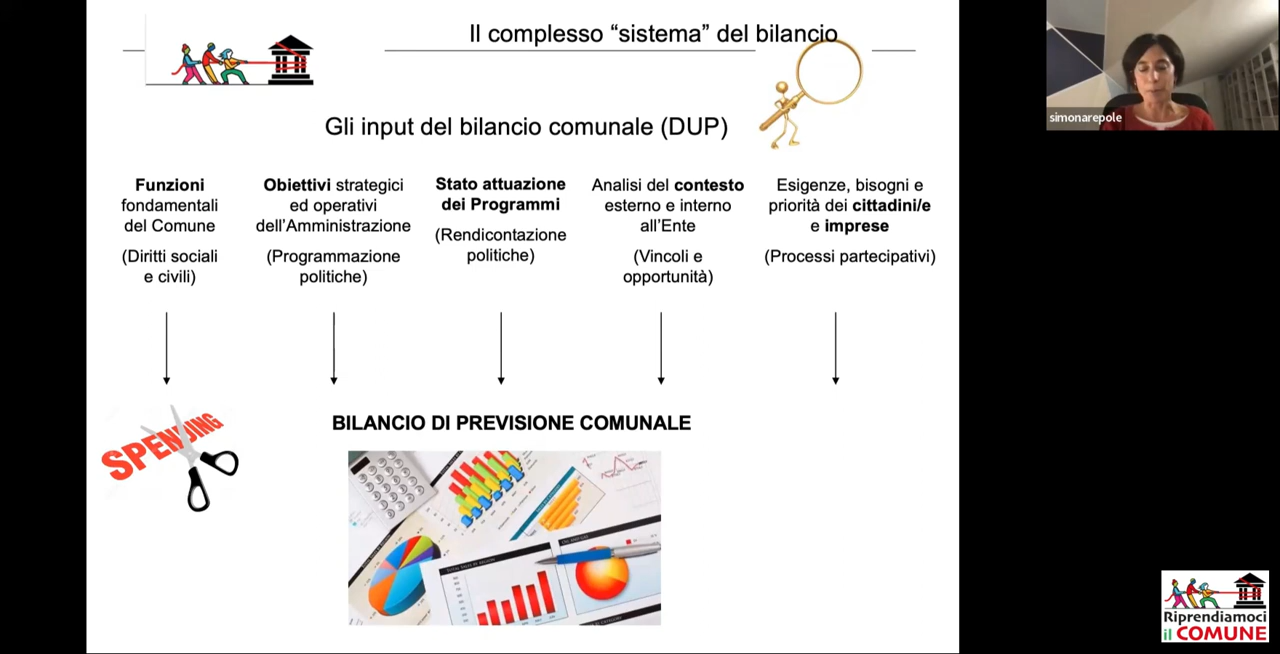 Il complesso “sistema” del bilancio
simonarepole
Gli input del bilancio comunale (DUP)
Funzioni
fondamentali
del Comune
(Diritti sociali
e civili)
Obiettivi strategici
ed operativi
dell’Amministrazione
(Programmazione
politiche)
Stato attuazione
dei Programmi
(Rendicontazione
politiche)
Analisi del contesto
esterno e interno
all’Ente
(Vincoli e
opportunità)
Esigenze, bisogni e
priorità dei cittadini/e
e imprese
(Processi partecipativi)
SPENDING
BILANCIO DI PREVISIONE COMUNALE
Riprendiamoci
il COMUNE